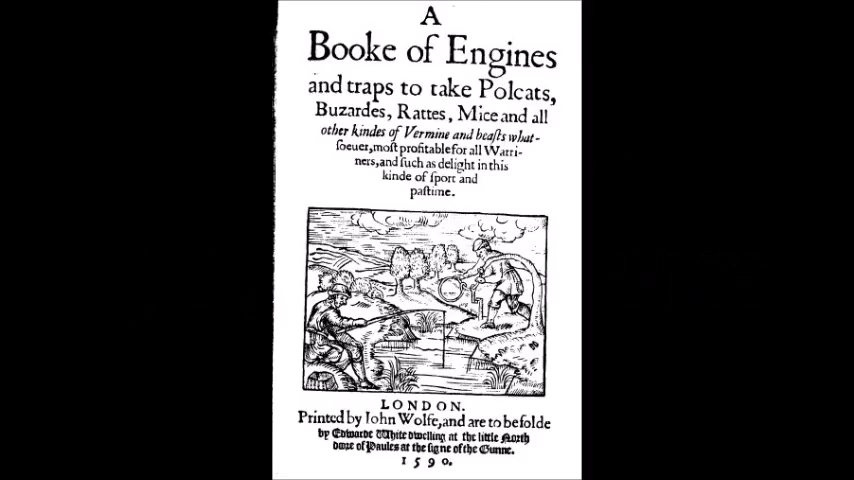 A
Booke of Engines
and traps to take Polcats,
Buzardes, Rattes, Mice and all
other kindes of Vermine and beaſts what-
ſoeuer, moſt profitable for all Warri-
ners, and ſuch as delight in this
kinde of ſport and
paſtime.
LONDON.
Printed by Iohn Wolfe, and are to be ſolde
by Edwarde White dwelling at the little North
doore of Paules at the ſigne of the Gunne.
1590.